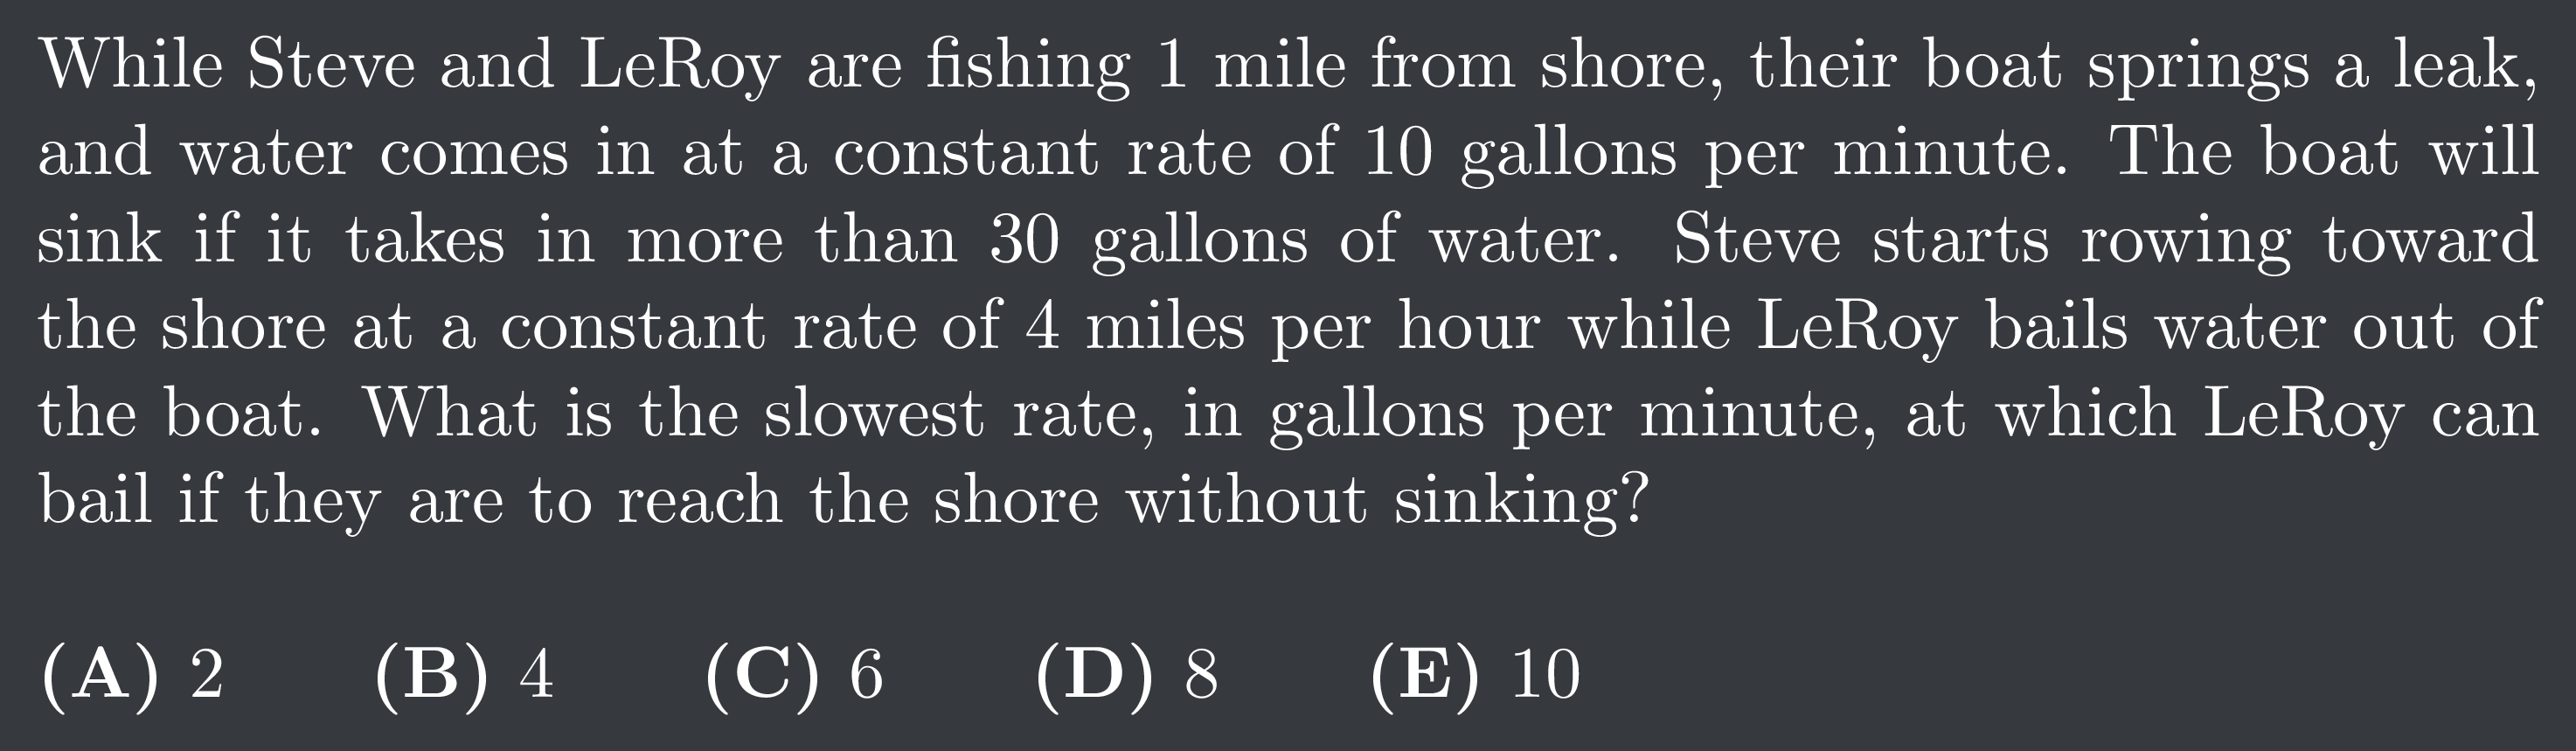 While Steve and LeRoy are fishing 1 mile from shore, their boat springs a leak,
and water comes in at a constant rate of 10 gallons per minute. The boat will
sink if it takes in more than 30 gallons of water. Steve starts rowing toward
the shore at a constant rate of 4 miles per hour while LeRoy bails water out of
the boat. What is the slowest rate, in gallons per minute, at which LeRoy can
bail if they are to reach the shore without sinking?
(A) 2 (B) 4 (C) 6 (D) 8 (E) 10